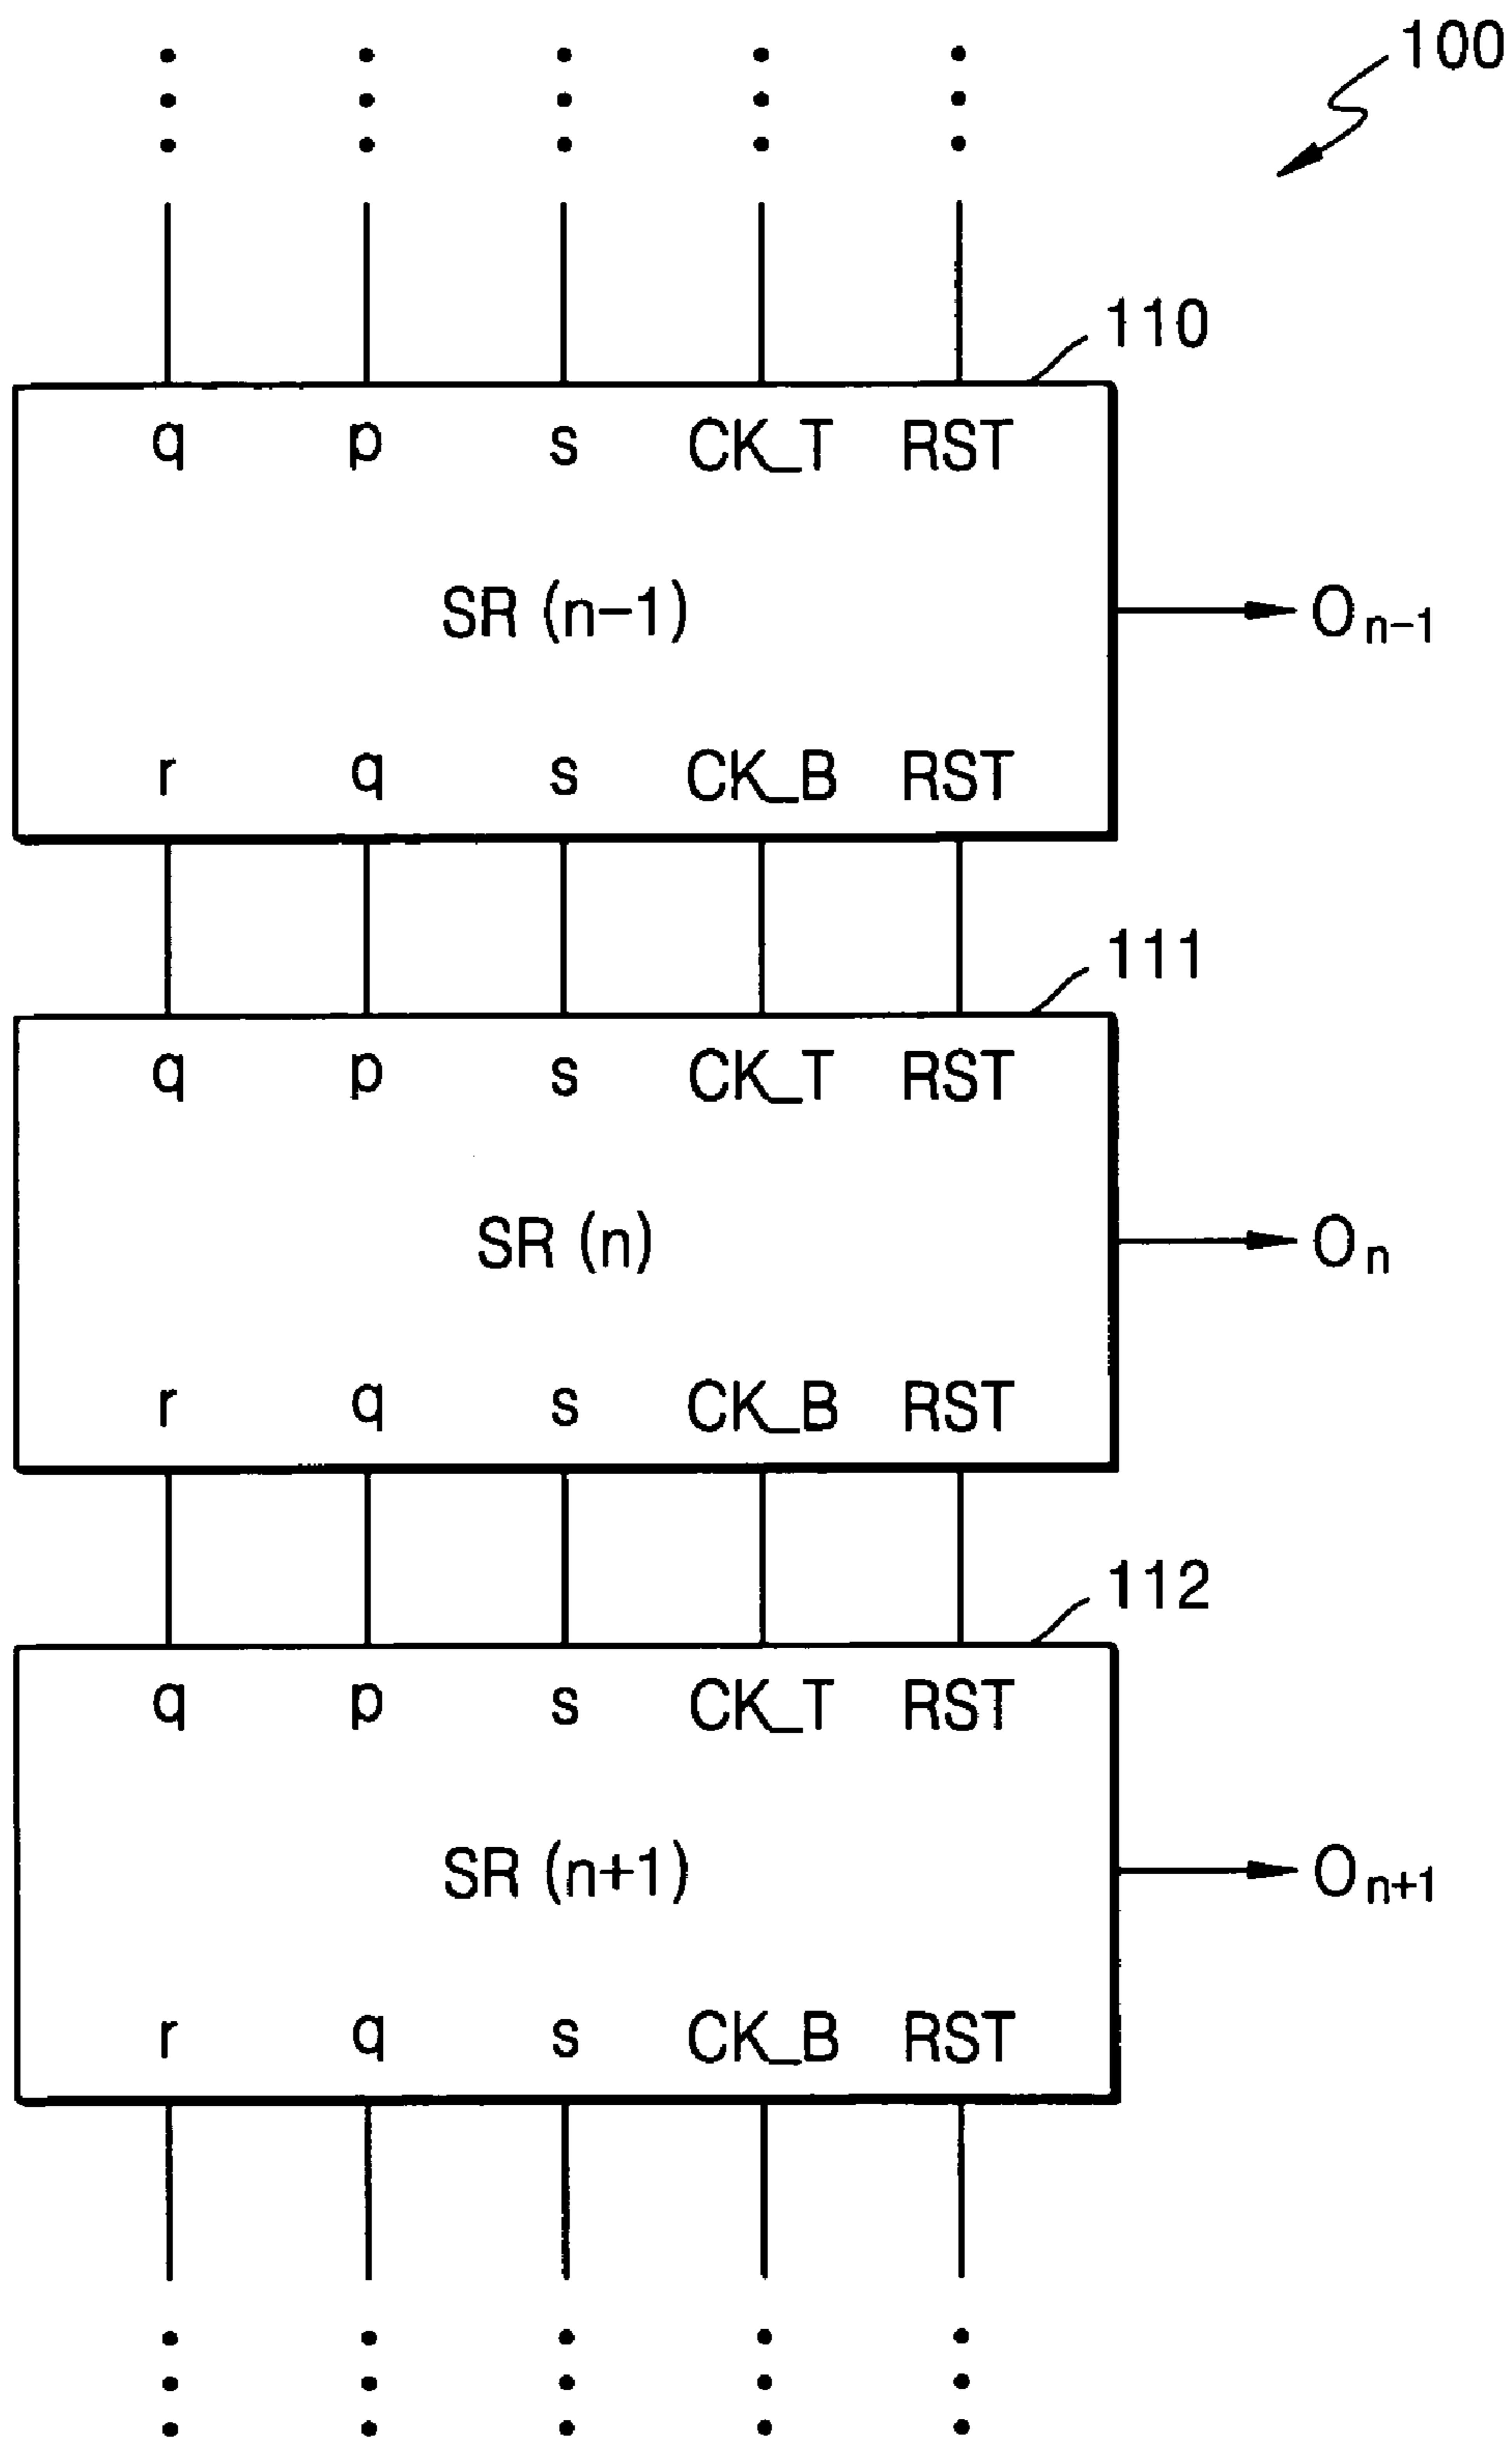 100
110
q p s CK_T RST
SR (n-1)
On-1
r q s CK_B RST
111
q p s CK_T RST
SR (n)
On
r q s CK_B RST
112
q p s CK_T RST
SR (n+1)
On+1
r q s CK_B RST